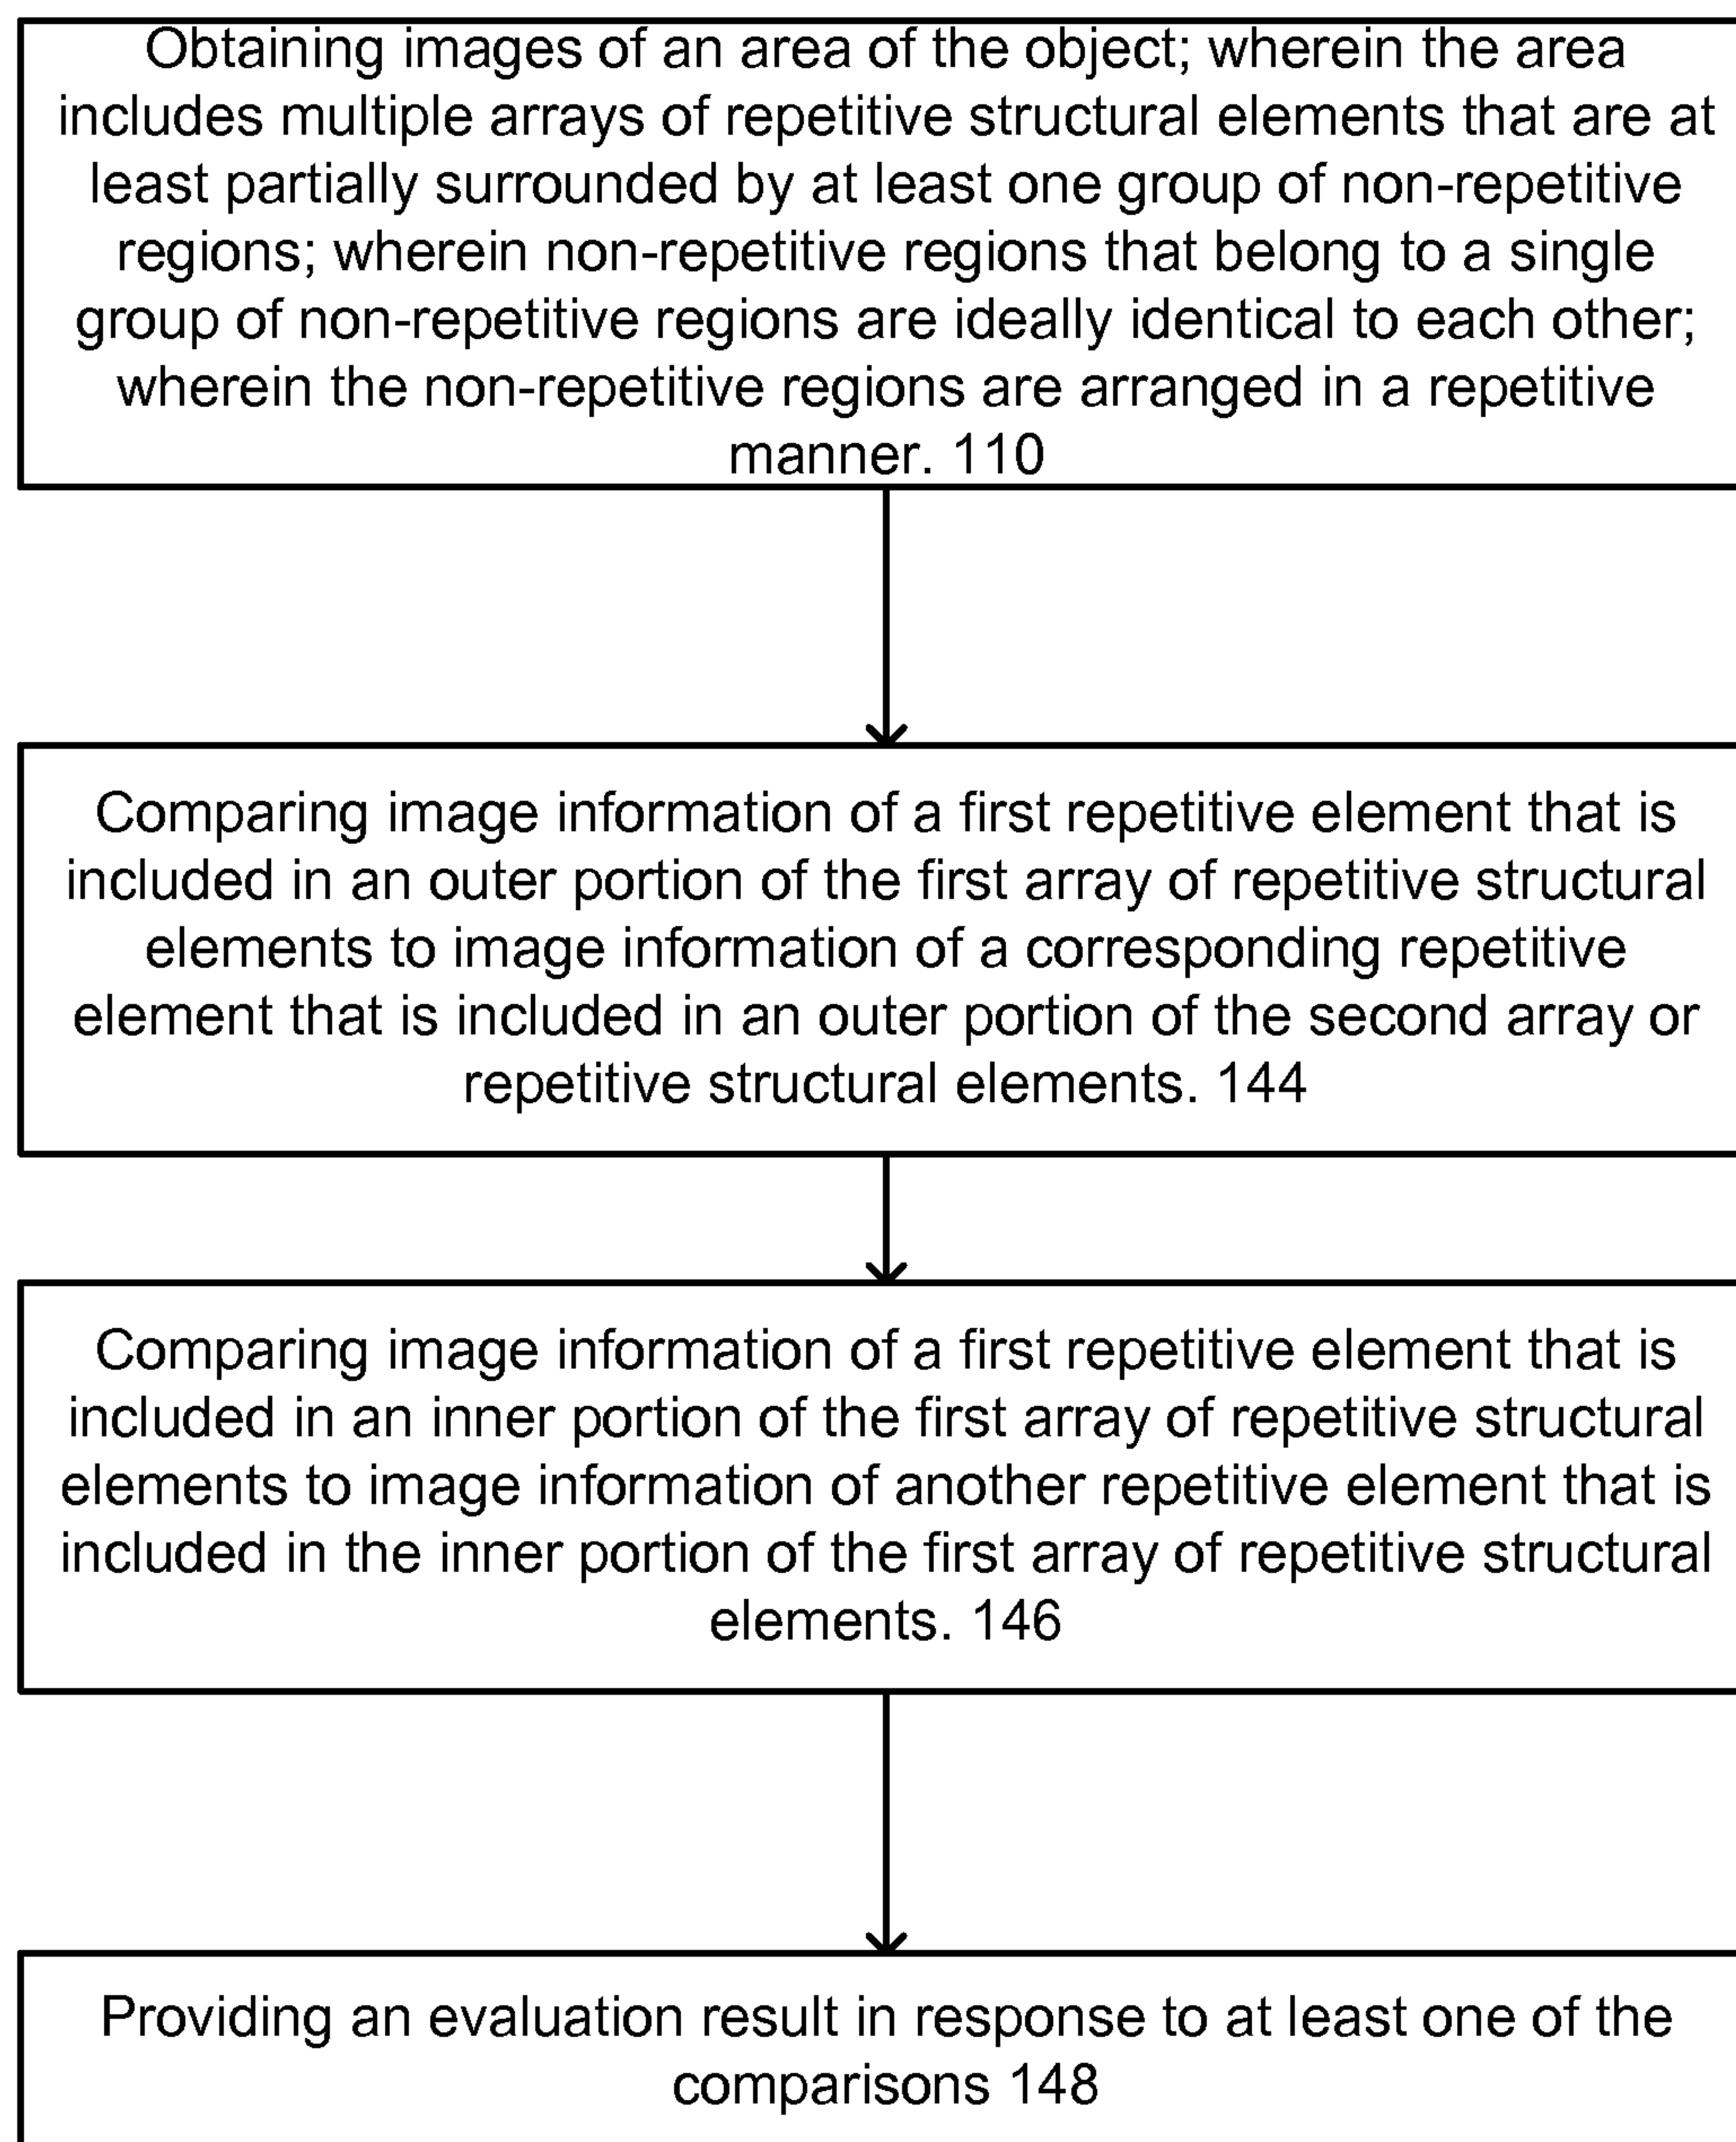 Obtaining images of an area of the object; wherein the area
includes multiple arrays of repetitive structural elements that are at
least partially surrounded by at least one group of non-repetitive
regions; wherein non-repetitive regions that belong to a single
group of non-repetitive regions are ideally identical to each other;
wherein the non-repetitive regions are arranged in a repetitive
manner. 110
Comparing image information of a first repetitive element that is
included in an outer portion of the first array of repetitive structural
elements to image information of a corresponding repetitive
element that is included in an outer portion of the second array or
repetitive structural elements. 144
Comparing image information of a first repetitive element that is
included in an inner portion of the first array of repetitive structural
elements to image information of another repetitive element that is
included in the inner portion of the first array of repetitive structural
elements. 146
Providing an evaluation result in response to at least one of the
comparisons 148